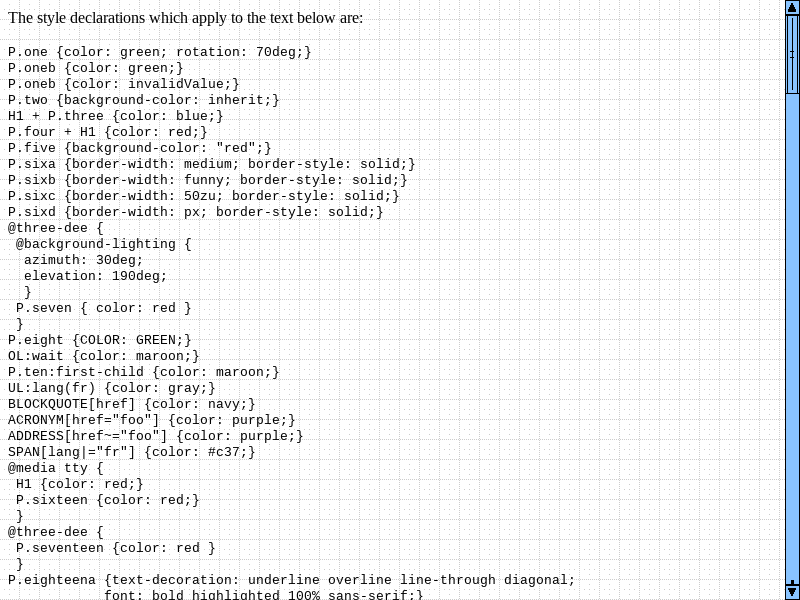 The style declarations which apply to the text below are:
P.one {color: green; rotation: 70deg;}
P.oneb {color: green;}
P.oneb {color: invalidValue;}
P.two {background-color: inherit;}
H1 + P.three {color: blue;}
P.four + H1 {color: red;}
P.five {background-color: "red";}
P.sixa {border-width: medium; border-style: solid;}
P.sixb {border-width: funny; border-style: solid;}
P.sixc {border-width: 50zu; border-style: solid;}
P.sixd {border-width: px; border-style: solid;}
@three-dee {
@background-lighting {
azimuth: 30deg;
elevation: 190deg;
}
P.seven { color: red }
}
P.eight {COLOR: GREEN;}
OL:wait {color: maroon;}
P.ten:first-child {color: maroon;}
UL:lang(fr) {color: gray;}
BLOCKQUOTE[href] {color: navy;}
ACRONYM[href="foo"] {color: purple;}
ADDRESS[href~="foo"] {color: purple;}
SPAN[lang|="fr"] {color: #c37;}
@media tty {
H1 {color: red;}
P.sixteen {color: red;}
}
@three-dee {
P.seventeen {color: red }
}
P.eighteena {text-decoration: underline overline line-through diagonal;
font: bold highlighted 100% sans-serif;}